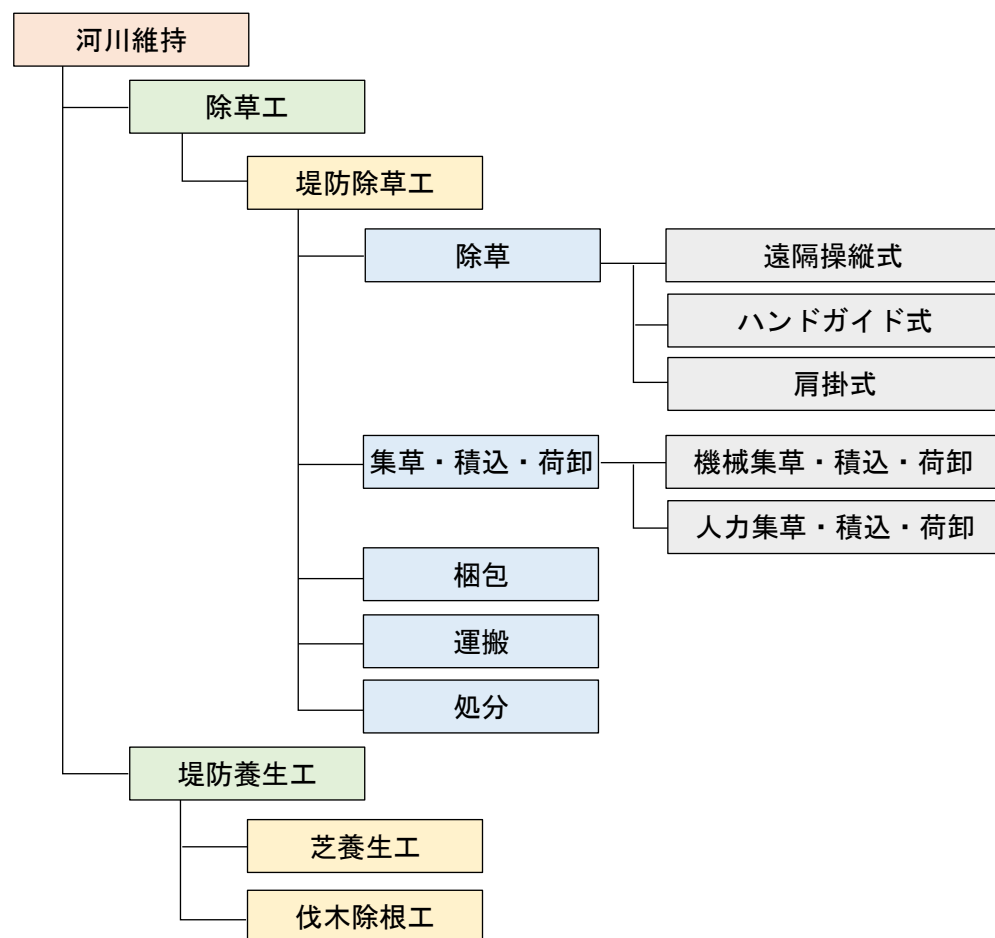 河川維持
除草工
堤防除草工
除草
遠隔操縦式
ハンドガイド式
肩掛式
集草・積込・荷卸
機械集草・積込・荷卸
人力集草・積込・荷卸
梱包
運搬
処分
堤防養生工
芝養生工
伐木除根工